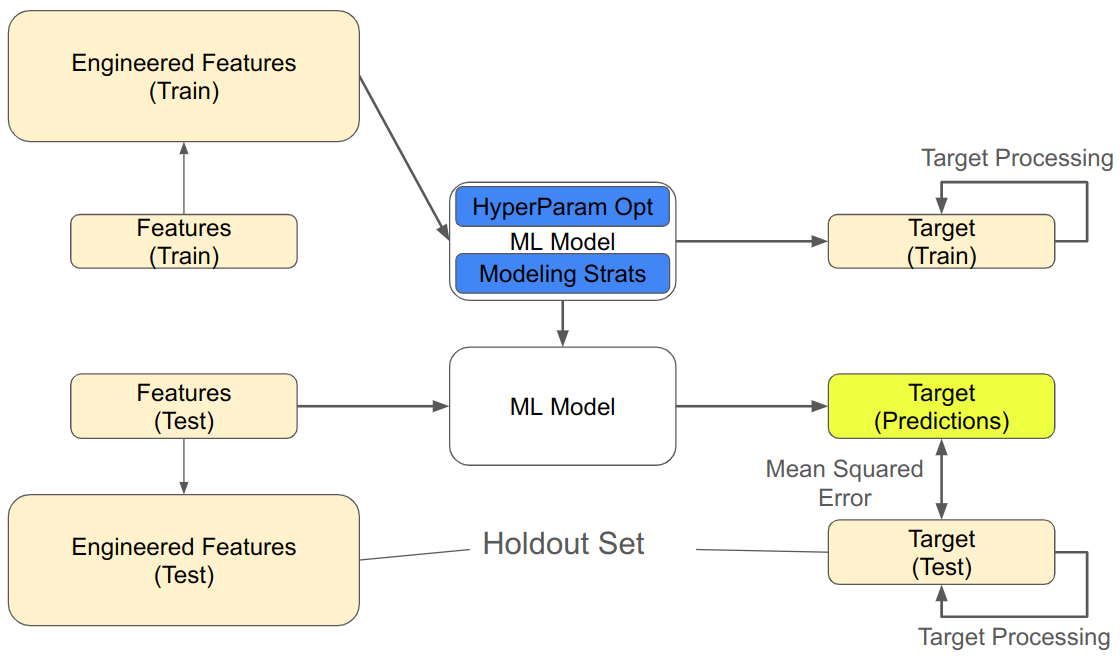 Engineered Features
(Train)
Target Processing
Features
(Train)
HyperParam Opt
ML Model
Modeling Strats
Target
(Train)
Features
(Test)
ML Model
Target
(Predictions)
Mean Squared
Error
Engineered Features
(Test)
Holdout Set
Target
(Test)
Target Processing